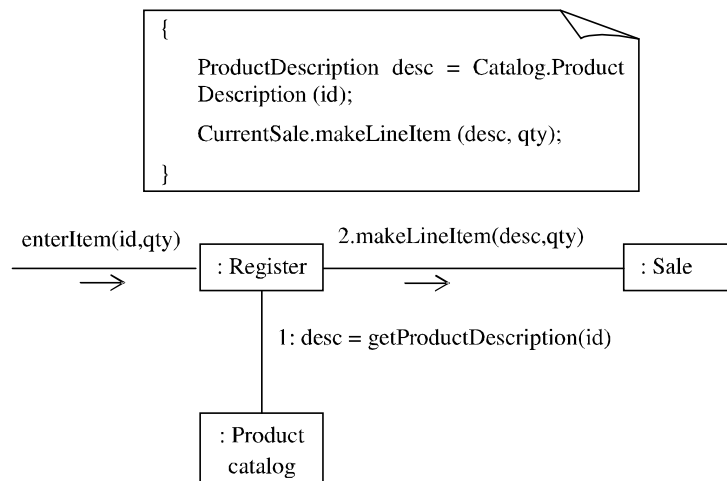 {
ProductDescription desc = Catalog.Product
Description (id);
CurrentSale.makeLineItem (desc, qty);
}
enterItem(id,qty)
2.makeLineItem(desc,qty)
: Register
: Sale
1: desc = getProductDescription(id)
: Product
catalog